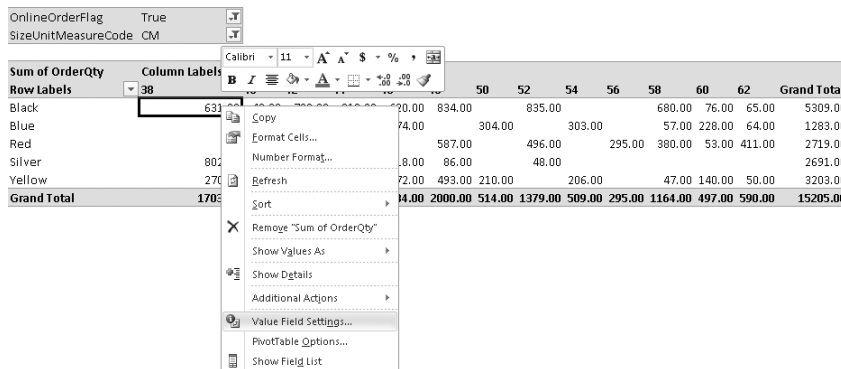 OnlineOrderFlag True
SizeUnitMeasureCode CM
Calibri 11 A A $ % ,
B I A
Sum of OrderQty Column Labels
Row Labels 38 50 52 54 56 58 60 62 Grand Tota
Black 631.00 834.00 835.00 680.00 76.00 65.00 5309.0
Blue 74.00 304.00 303.00 57.00 228.00 64.00 1283.0
Red 587.00 496.00 295.00 380.00 53.00 411.00 2719.0
Silver 802 86.00 48.00 2691.0
Yellow 270 72.00 493.00 210.00 206.00 47.00 140.00 50.00 3203.0
Grand Total 1703 2000.00 514.00 1379.00 509.00 295.00 1164.00 497.00 590.00 15205.0
Copy
Format Cells...
Number Format...
Refresh
Sort
Remove "Sum of OrderQty"
Show Values As
Show Details
Additional Actions
Value Field Settings...
PivotTable Options...
Show Field List